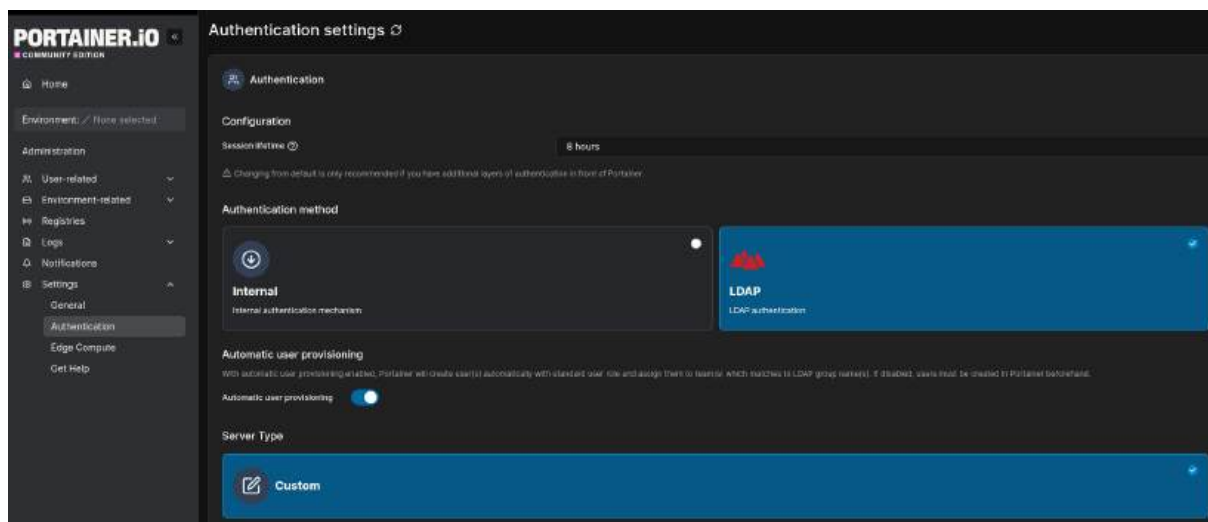 PORTAINER.iO
COMMUNITY EDITION
Home
Environment: None selected
Administration
User-related
Environment-related
Registries
Logs
Notifications
Settings
General
Authentication
Edge Compute
Get Help
Authentication settings
Authentication
Configuration
Session lifetime
8 hours
Changing from default is only recommended if you have additional layers of authentication in front of Portainer.
Authentication method
Internal
Internal authentication mechanism
LDAP
LDAP authentication
Automatic user provisioning
With automatic user provisioning enabled, Portainer will create user(s) automatically with standard user role and assign them to team(s) which matches to LDAP group name(s). If disabled, users must be created in Portainer beforehand.
Automatic user provisioning
Server Type
Custom